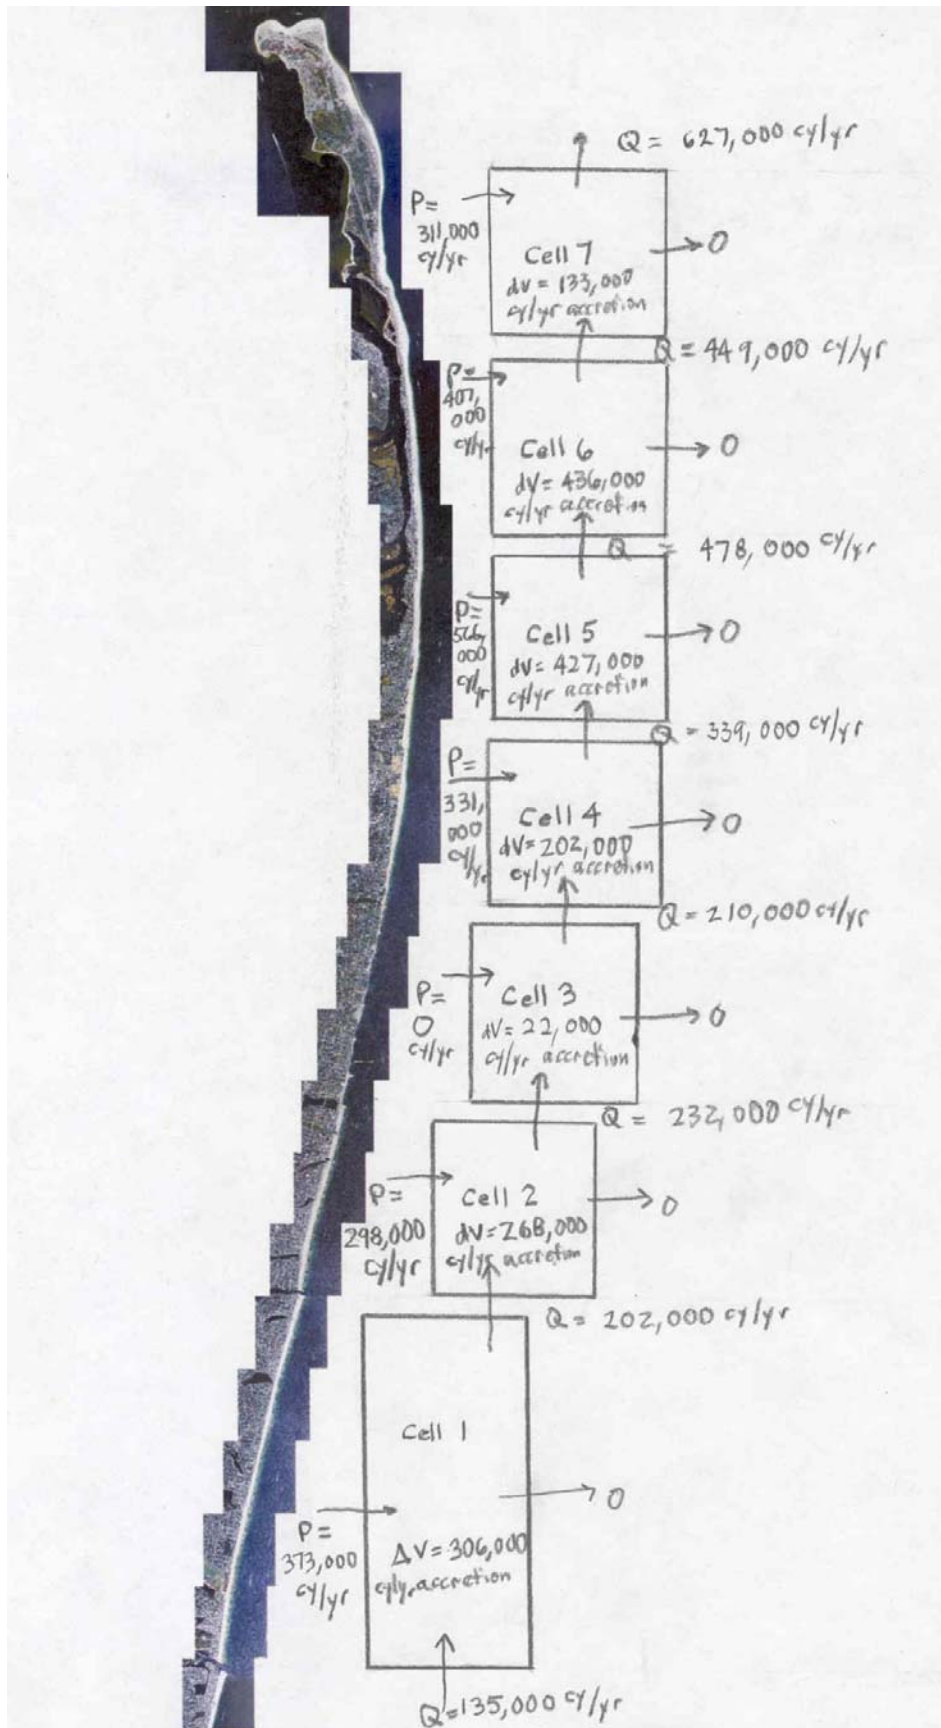 Q = 627,000 cy/yr
P=
311,000
cy/yr
Cell 7
dV = 133,000
cy/yr accretion
0
Q = 449,000 cy/yr
P=
407,
000
cy/yr
Cell 6
dV = 436,000
cy/yr accretion
0
Q = 478,000 cy/yr
P=
566,
000
cy/yr
Cell 5
dV = 427,000
cy/yr accretion
0
Q = 339,000 cy/yr
P=
331,
000
cy/yr
Cell 4
dV = 202,000
cy/yr accretion
0
Q = 210,000 cy/yr
P=
0
cy/yr
Cell 3
dV = 22,000
cy/yr accretion
0
Q = 232,000 cy/yr
P=
298,000
cy/yr
Cell 2
dV = 268,000
cy/yr accretion
0
Q = 202,000 cy/yr
Cell 1
0
P=
373,000
cy/yr
ΔV = 306,000
cy/yr accretion
Q = 135,000 cy/yr